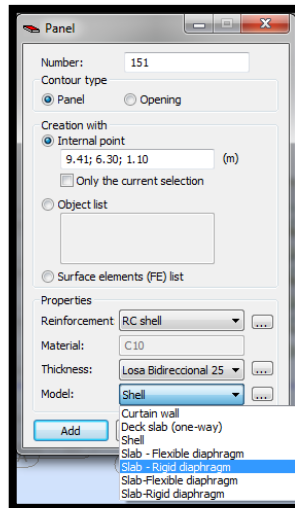 Panel
Number: 151
Contour type
Panel Opening
Creation with
Internal point
9.41; 6.30; 1.10 (m)
Only the current selection
Object list
Surface elements (FE) list
Properties
Reinforcement RC shell ...
Material: C10
Thickness: Losa Bidireccional 25 ...
Model: Shell ...
Curtain wall
Add Deck slab (one-way)
Shell
Slab - Flexible diaphragm
Slab - Rigid diaphragm
Slab-Flexible diaphragm
Slab-Rigid diaphragm